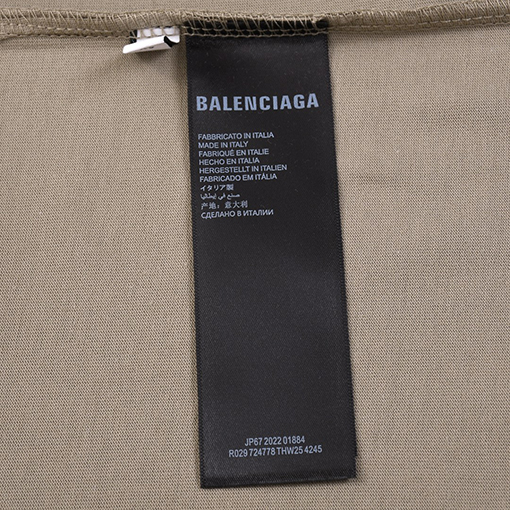 BALENCIAGA
FABBRICATO IN ITALIA
MADE IN ITALY
FABRIQUÉ EN ITALIE
HECHO EN ITALIA
HERGESTELLT IN ITALIEN
FABRICADO EM ITÁLIA
イタリア製
صنع في إيطاليا
产地：意大利
СДЕЛАНО В ИТАЛИИ
JP67 2022 01884
R029 724778 THW25 4245